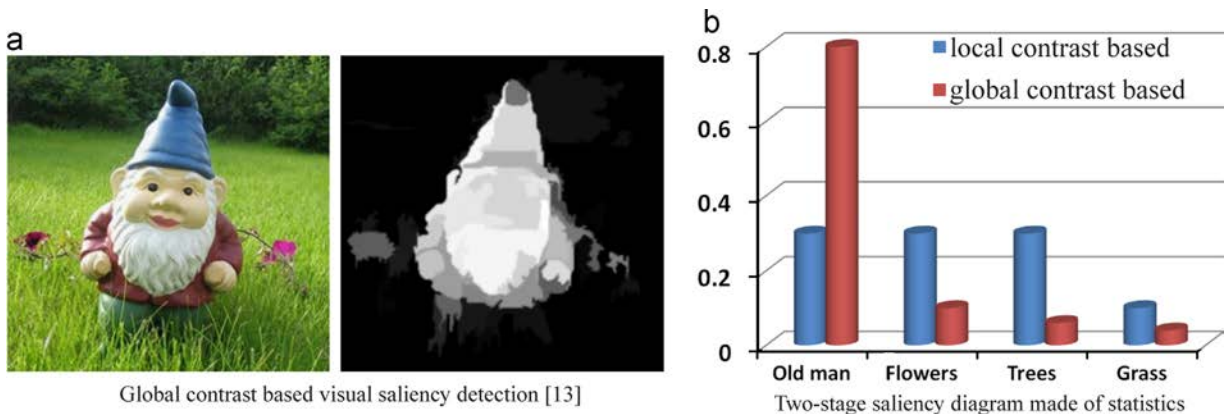 a
Global contrast based visual saliency detection [13]
b
local contrast based
global contrast based
0.8
0.6
0.4
0.2
0
Old man Flowers Trees Grass
Two-stage saliency diagram made of statistics